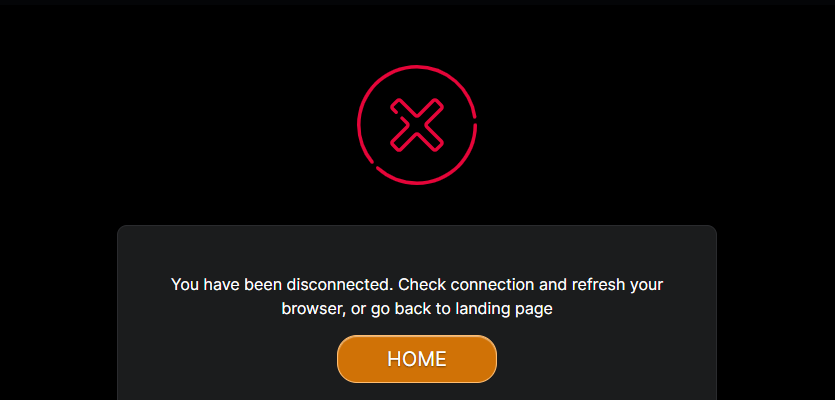 You have been disconnected. Check connection and refresh your
browser, or go back to landing page
HOME